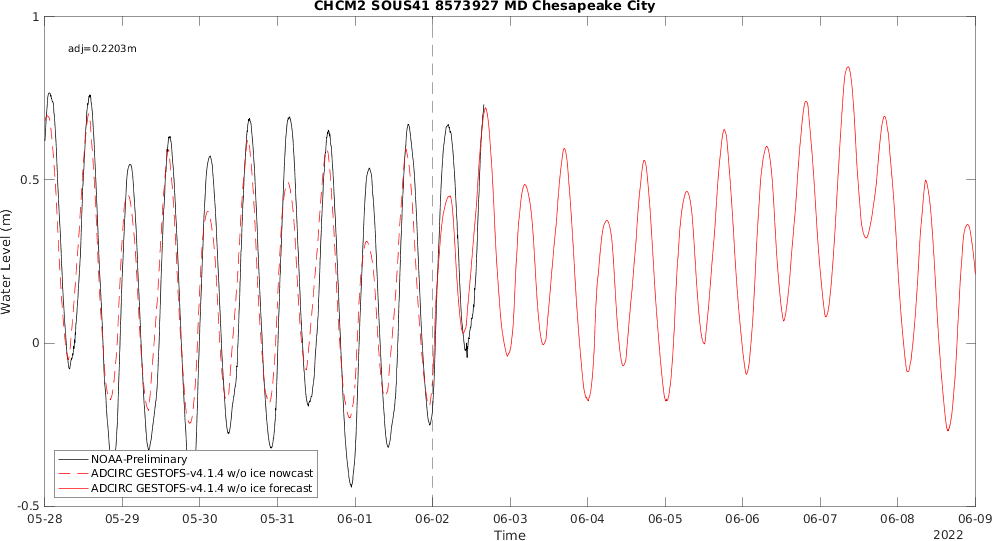 CHCM2 SOUS41 8573927 MD Chesapeake City
adj=0.2203m
1
0.5
0
-0.5
Water Level (m)
NOAA-Preliminary
ADCIRC GESTOFS-v4.1.4 w/o ice nowcast
ADCIRC GESTOFS-v4.1.4 w/o ice forecast
05-28 05-29 05-30 05-31 06-01 06-02 06-03 06-04 06-05 06-06 06-07 06-08 06-09
Time
2022